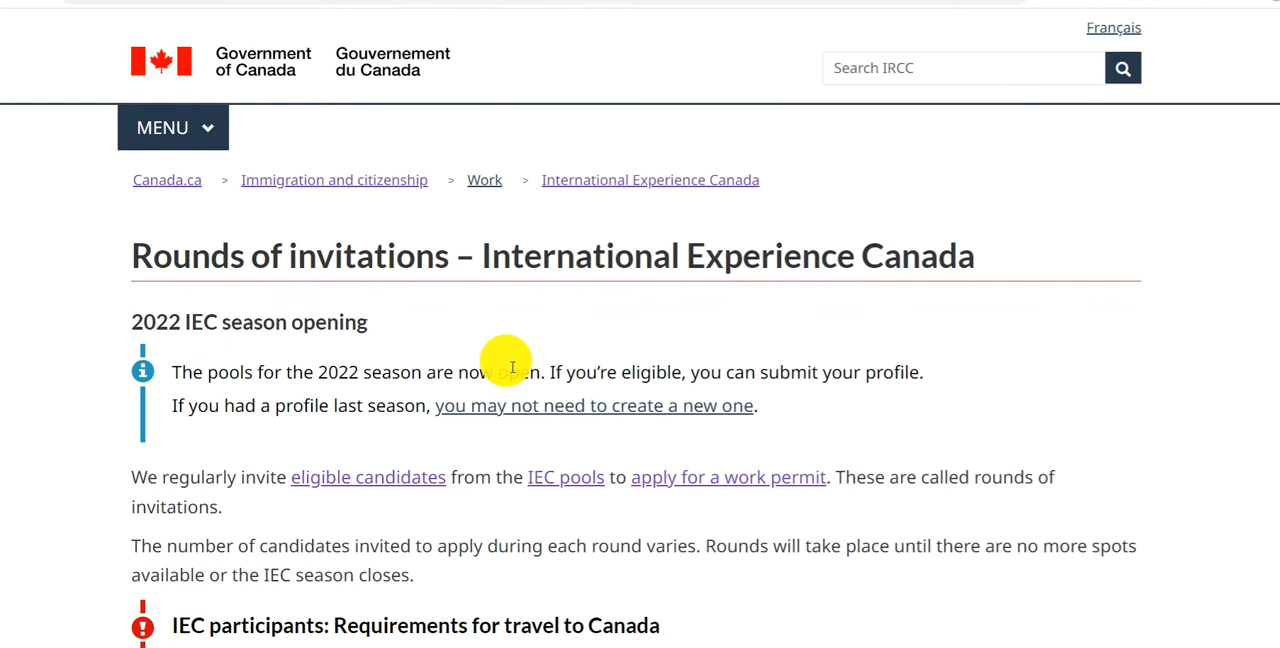 Français
Government of Canada
Gouvernement du Canada
Search IRCC
MENU
Canada.ca > Immigration and citizenship > Work > International Experience Canada
Rounds of invitations – International Experience Canada
2022 IEC season opening
The pools for the 2022 season are now open. If you’re eligible, you can submit your profile.
If you had a profile last season, you may not need to create a new one.
We regularly invite eligible candidates from the IEC pools to apply for a work permit. These are called rounds of
invitations.
The number of candidates invited to apply during each round varies. Rounds will take place until there are no more spots
available or the IEC season closes.
IEC participants: Requirements for travel to Canada